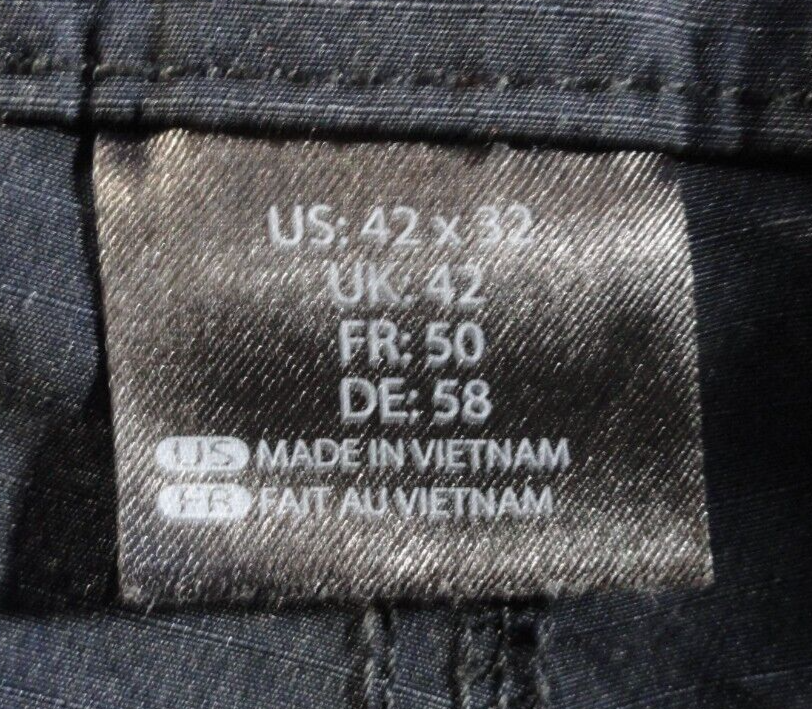 US: 42 x 32
UK: 42
FR: 50
DE: 58
US MADE IN VIETNAM
FR FAIT AU VIETNAM